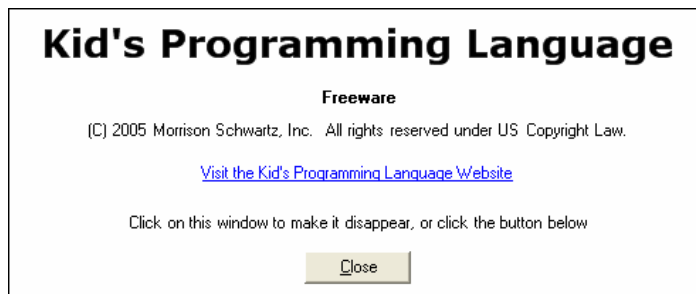 Kid's Programming Language
Freeware
(C) 2005 Morrison Schwartz, Inc.  All rights reserved under US Copyright Law.
Visit the Kid's Programming Language Website
Click on this window to make it disappear, or click the button below
Close